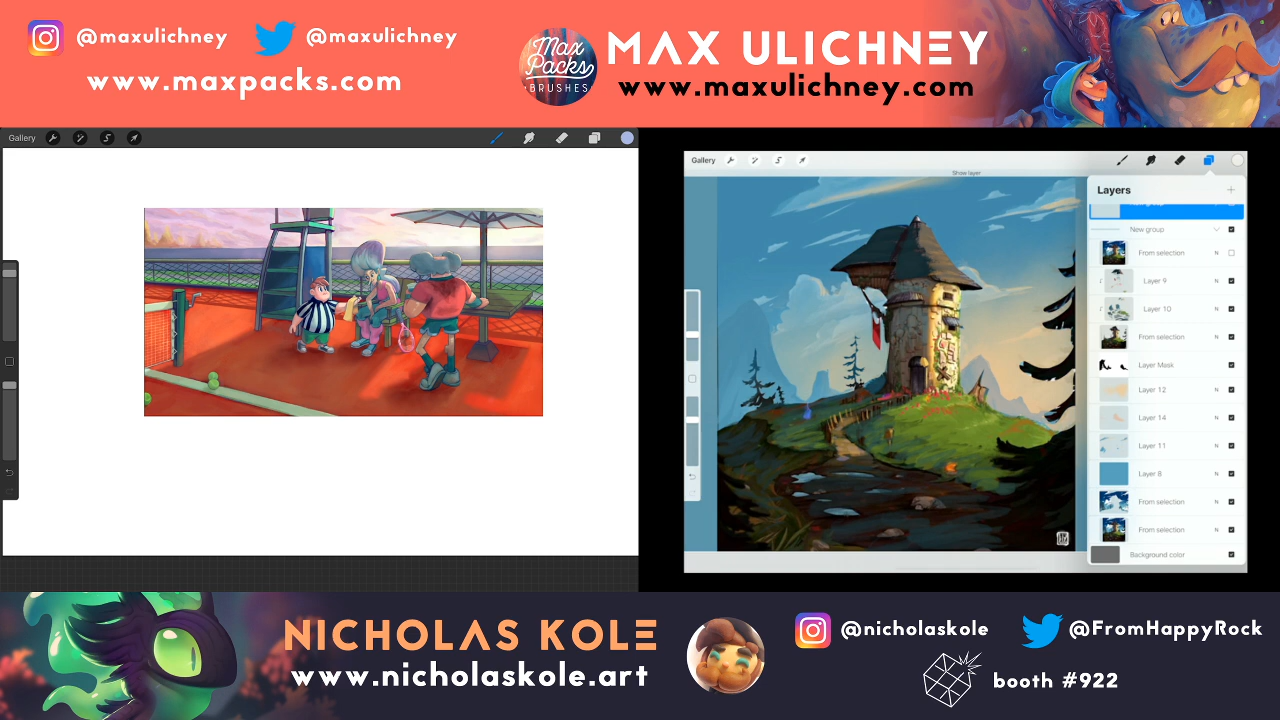 @maxulichney
@maxulichney
www.maxpacks.com
Max
Packs
BRUSHES
MAX ULICHNEY
www.maxulichney.com
Gallery
Gallery
Show layer
Layers
New group
From selection N
Layer 9 N
Layer 10 N
From selection N
Layer Mask
Layer 12 N
Layer 14 N
Layer 11 N
Layer 8 N
From selection N
From selection N
Background color
NICHOLAS KOLE
www.nicholaskole.art
@nicholaskole
@FromHappyRock
booth #922